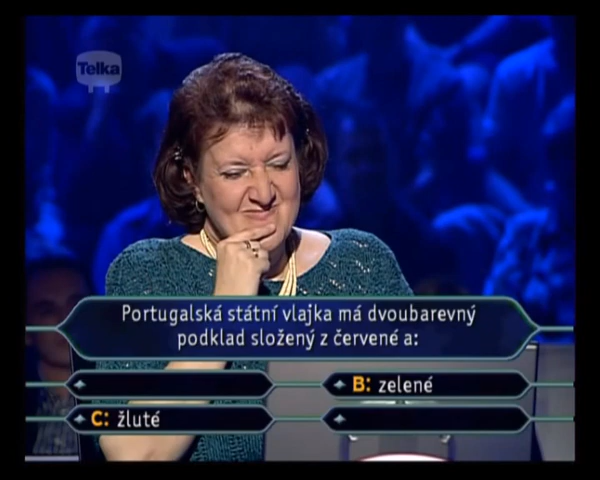 Telka
Portugalská státní vlajka má dvoubarevný
podklad složený z červené a:
B: zelené
C: žluté